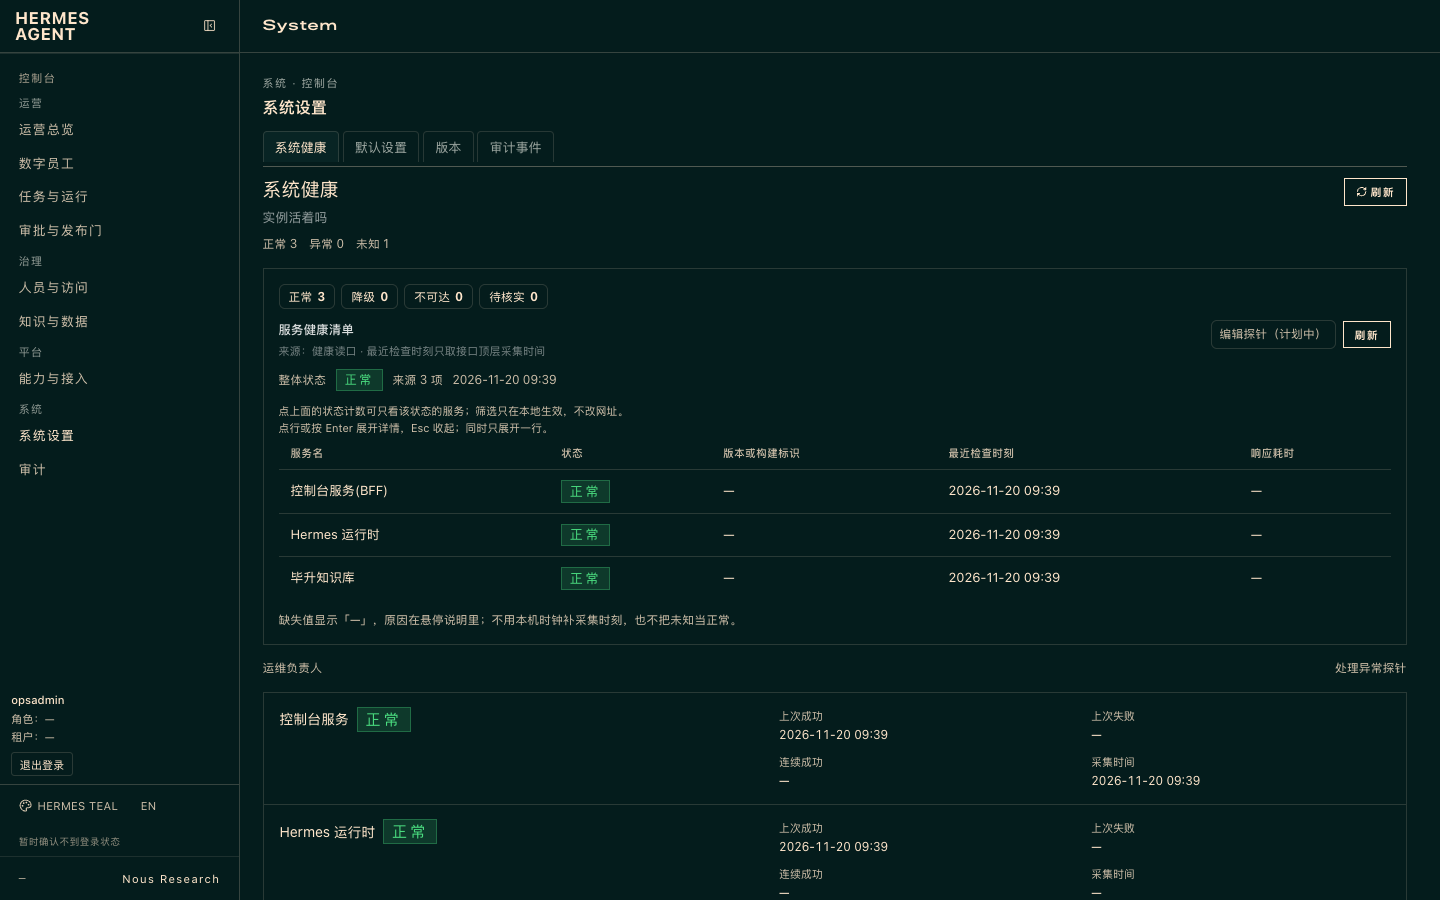 HERMES
AGENT
System
控制台
运营
运营总览
数字员工
任务与运行
审批与发布门
治理
人员与访问
知识与数据
平台
能力与接入
系统
系统设置
审计
opsadmin
角色：—
租户：—
退出登录
HERMES TEAL EN
暂时确认不到登录状态
— Nous Research
系统 · 控制台
系统设置
系统健康 默认设置 版本 审计事件
系统健康
刷新
实例活着吗
正常 3 异常 0 未知 1
正常 3 降级 0 不可达 0 待核实 0
服务健康清单
编辑探针（计划中） 刷新
来源：健康读口 · 最近检查时刻只取接口顶层采集时间
整体状态 正常 来源 3 项 2026-11-20 09:39
点上面的状态计数可只看该状态的服务；筛选只在本地生效，不改网址。
点行或按 Enter 展开详情，Esc 收起；同时只展开一行。
服务名 状态 版本或构建标识 最近检查时刻 响应耗时
控制台服务(BFF) 正常 — 2026-11-20 09:39 —
Hermes 运行时 正常 — 2026-11-20 09:39 —
毕升知识库 正常 — 2026-11-20 09:39 —
缺失值显示「—」，原因在悬停说明里；不用本机时钟补采集时刻，也不把未知当正常。
运维负责人 处理异常探针
控制台服务 正常
上次成功 上次失败
2026-11-20 09:39 —
连续成功 采集时间
— 2026-11-20 09:39
Hermes 运行时 正常
上次成功 上次失败
2026-11-20 09:39 —
连续成功 采集时间
— —